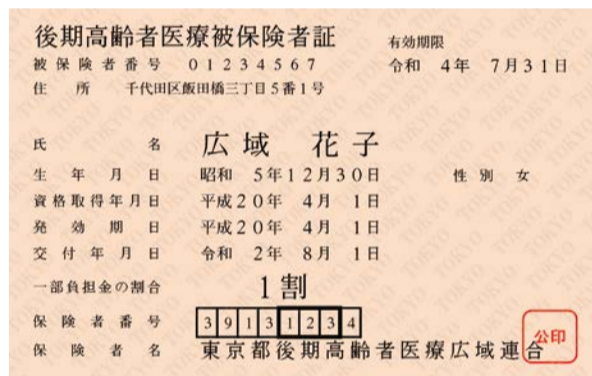 後期高齢者医療被保険者証
有効期限
被保険者番号 01234567
令和 4年 7月31日
住所 千代田区飯田橋三丁目5番1号
氏名 広域 花子
生年月日 昭和 5年12月30日 性別 女
資格取得年月日 平成20年 4月 1日
発効期日 平成20年 4月 1日
交付年月日 令和 2年 8月 1日
一部負担金の割合 1割
保険者番号 39131234
保険者名 東京都後期高齢者医療広域連合
公印